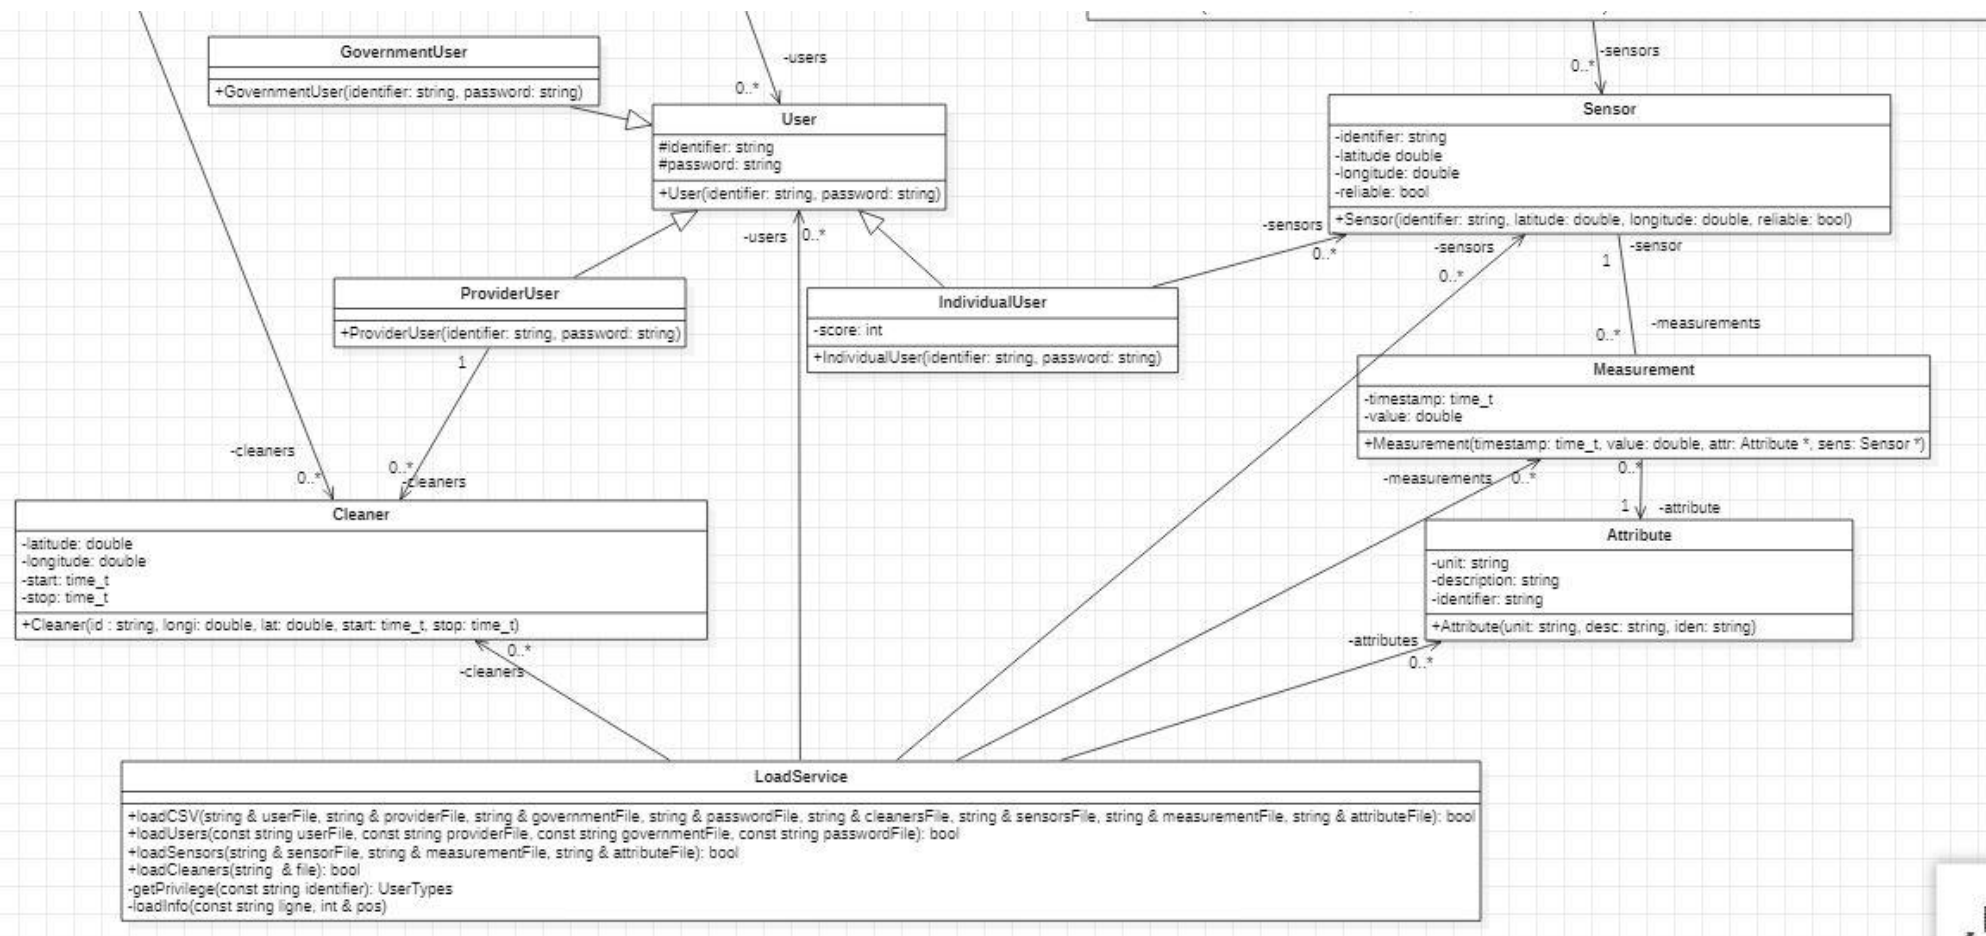 -users
0..*
-sensors
0..*
GovernmentUser
+GovernmentUser(identifier: string, password: string)
User
#identifier: string
#password: string
+User(identifier: string, password: string)
Sensor
-identifier: string
-latitude double
-longitude: double
-reliable: bool
+Sensor(identifier: string, latitude: double, longitude: double, reliable: bool)
-users
0..*
-sensors
0..*
-sensors
0..*
-sensor
1
ProviderUser
+ProviderUser(identifier: string, password: string)
IndividualUser
-score: int
+IndividualUser(identifier: string, password: string)
-measurements
0..*
1
Measurement
-timestamp: time_t
-value: double
+Measurement(timestamp: time_t, value: double, attr: Attribute *, sens: Sensor *)
-cleaners
0..*
0..*
-cleaners
-measurements
0..*
0..*
1
-attribute
Cleaner
-latitude: double
-longitude: double
-start: time_t
-stop: time_t
+Cleaner(id : string, longi: double, lat: double, start: time_t, stop: time_t)
Attribute
-unit: string
-description: string
-identifier: string
+Attribute(unit: string, desc: string, iden: string)
0..*
-cleaners
-attributes
0..*
LoadService
+loadCSV(string & userFile, string & providerFile, string & governmentFile, string & passwordFile, string & cleanersFile, string & sensorsFile, string & measurementFile, string & attributeFile): bool
+loadUsers(const string userFile, const string providerFile, const string governmentFile, const string passwordFile): bool
+loadSensors(string & sensorFile, string & measurementFile, string & attributeFile): bool
+loadCleaners(string  & file): bool
-getPrivilege(const string identifier): UserTypes
-loadInfo(const string ligne, int & pos)